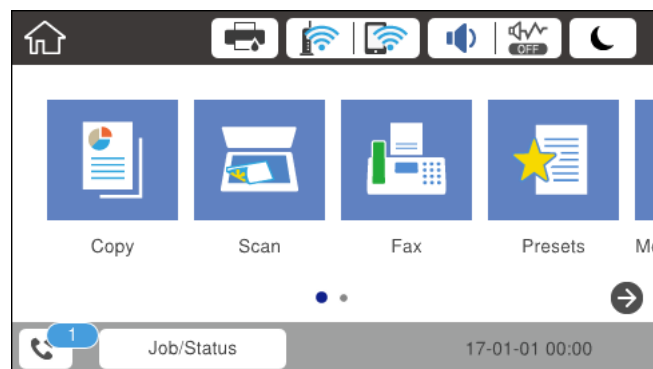 OFF
Copy
Scan
Fax
Presets
1
Job/Status
17-01-01 00:00